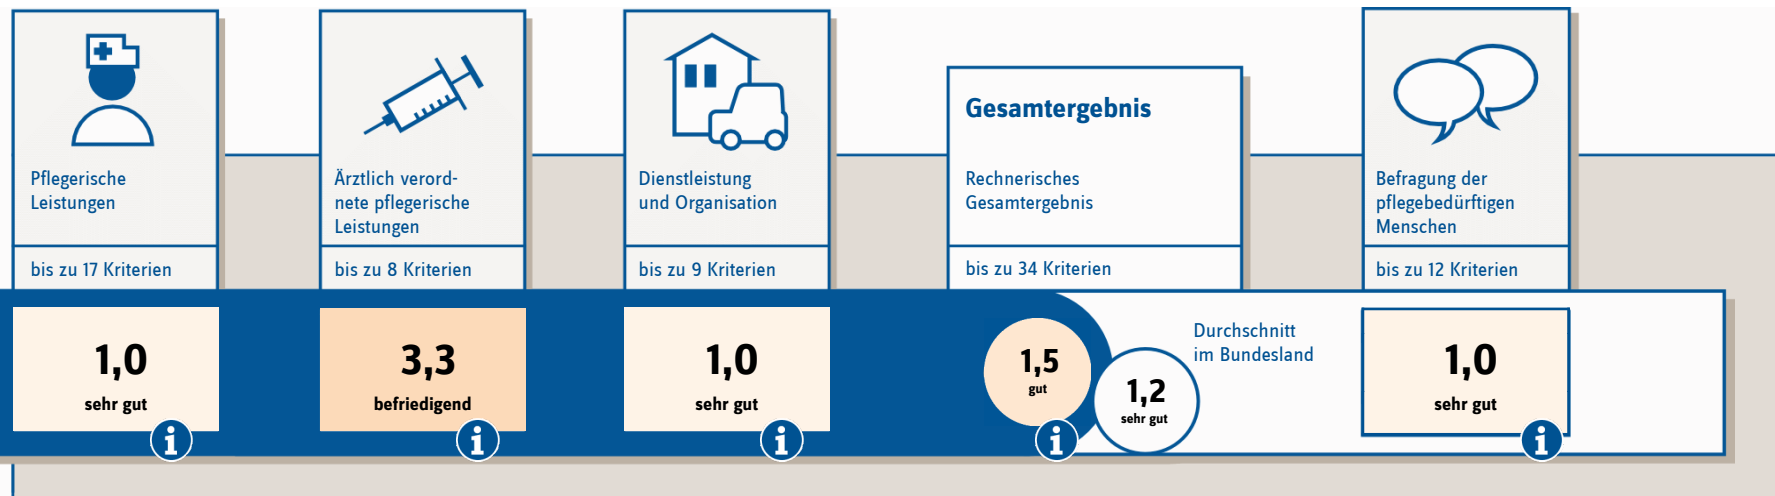 Pflegerische
Leistungen
bis zu 17 Kriterien
1,0
sehr gut
i
Ärztlich verord-
nete pflegerische
Leistungen
bis zu 8 Kriterien
3,3
befriedigend
i
Dienstleistung
und Organisation
bis zu 9 Kriterien
1,0
sehr gut
i
Gesamtergebnis
Rechnerisches
Gesamtergebnis
bis zu 34 Kriterien
1,5
gut
i
1,2
sehr gut
Durchschnitt
im Bundesland
Befragung der
pflegebedürftigen
Menschen
bis zu 12 Kriterien
1,0
sehr gut
i